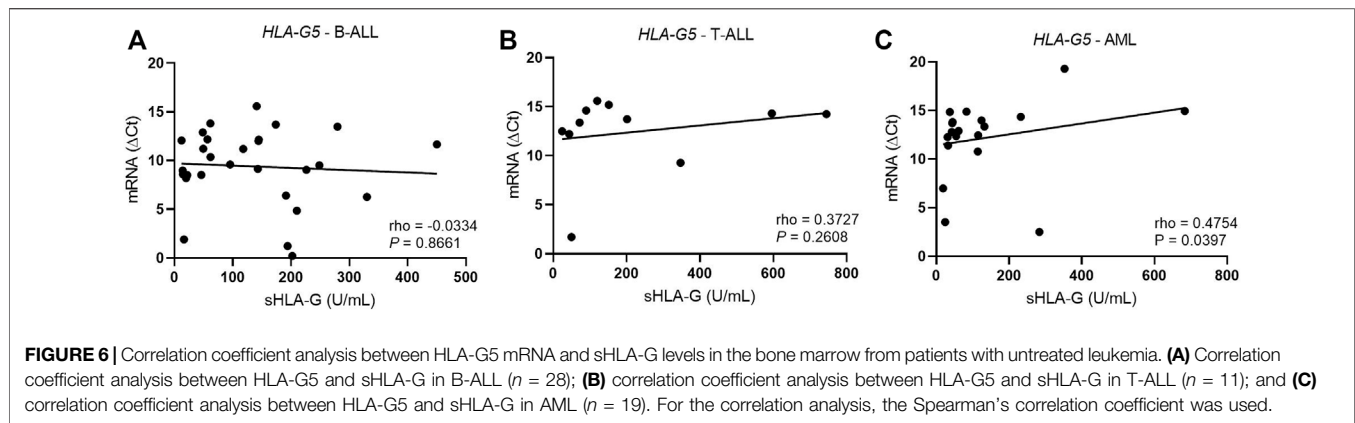 A
HLA-G5 - B-ALL
20
15
10
5
0
mRNA (ΔCt)
rho = -0.0334
P = 0.8661
0 100 200 300 400 500
sHLA-G (U/mL)
B
HLA-G5 - T-ALL
20
15
10
5
0
mRNA (ΔCt)
rho = 0.3727
P = 0.2608
0 200 400 600 800
sHLA-G (U/mL)
C
HLA-G5 - AML
20
15
10
5
0
mRNA (ΔCt)
rho = 0.4754
P = 0.0397
0 200 400 600 800
sHLA-G (U/mL)
FIGURE 6 | Correlation coefficient analysis between HLA-G5 mRNA and sHLA-G levels in the bone marrow from patients with untreated leukemia. (A) Correlation
coefficient analysis between HLA-G5 and sHLA-G in B-ALL (n = 28); (B) correlation coefficient analysis between HLA-G5 and sHLA-G in T-ALL (n = 11); and (C)
correlation coefficient analysis between HLA-G5 and sHLA-G in AML (n = 19). For the correlation analysis, the Spearman's correlation coefficient was used.